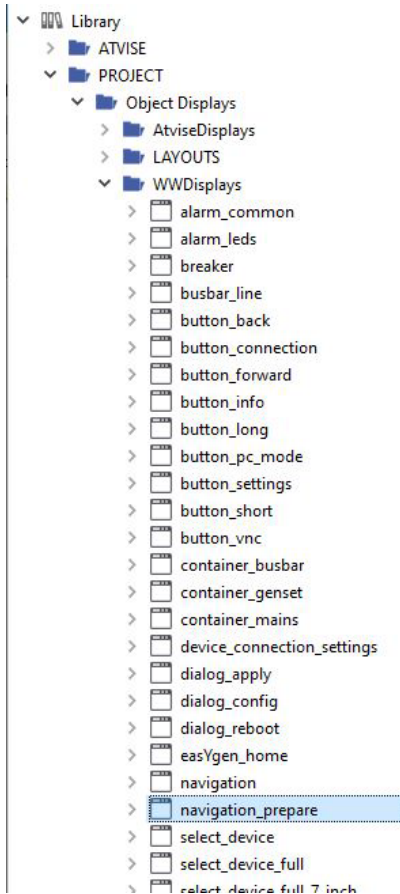 Library
ATVISE
PROJECT
Object Displays
AtviseDisplays
LAYOUTS
WWDisplays
alarm_common
alarm_leds
breaker
busbar_line
button_back
button_connection
button_forward
button_info
button_long
button_pc_mode
button_settings
button_short
button_vnc
container_busbar
container_genset
container_mains
device_connection_settings
dialog_apply
dialog_config
dialog_reboot
easYgen_home
navigation
navigation_prepare
select_device
select_device_full
select_device_full_7_inch